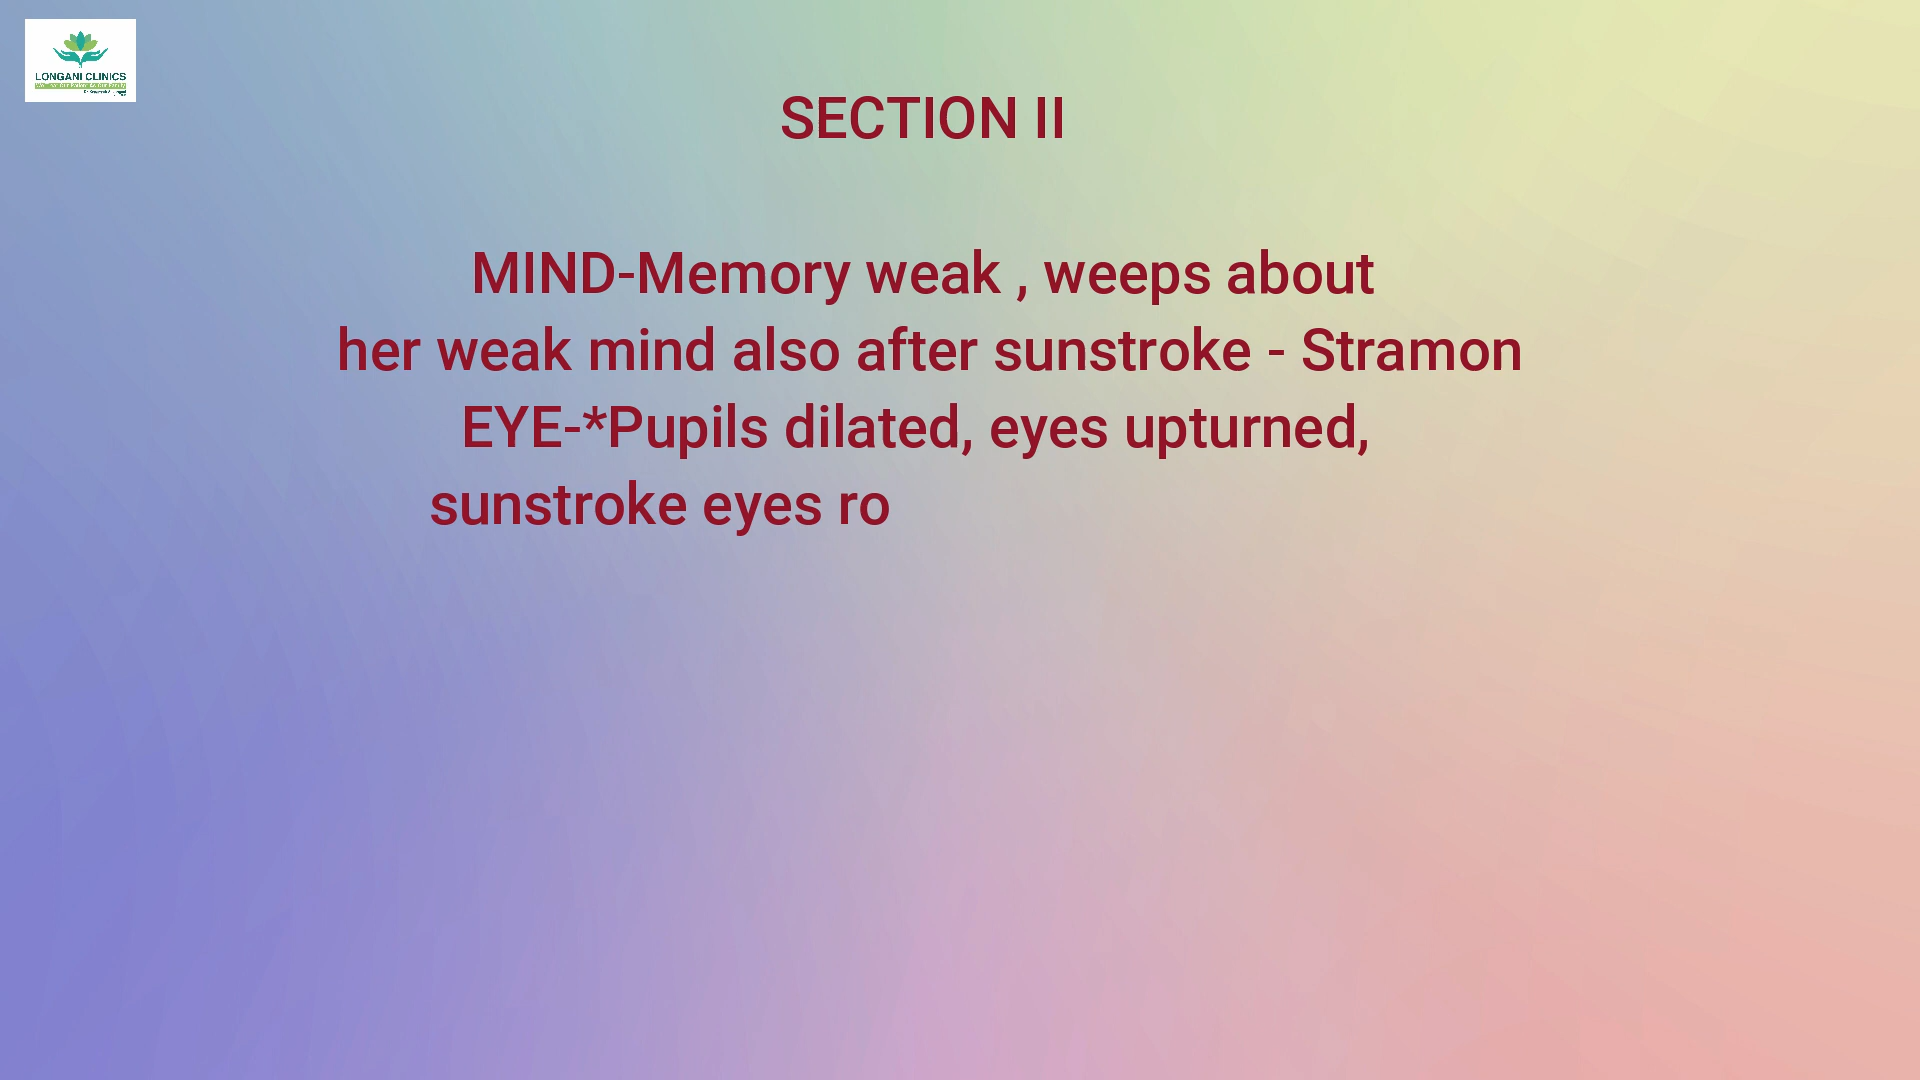 LONGANI CLINICS
SECTION II
MIND-Memory weak , weeps about
her weak mind also after sunstroke - Stramon
EYE-*Pupils dilated, eyes upturned,
sunstroke eyes ro